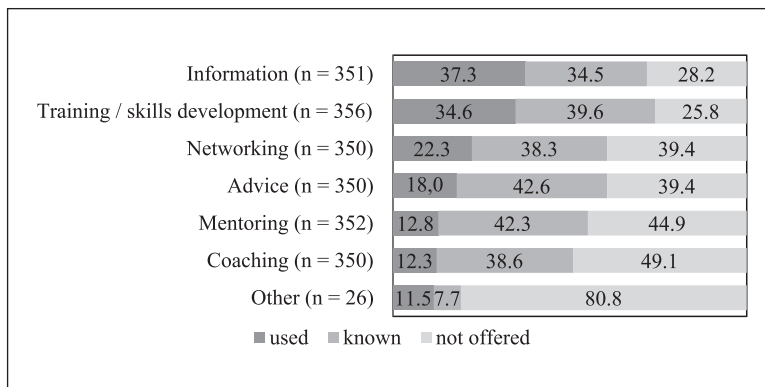 Information (n = 351) 37.3 34.5 28.2
Training / skills development (n = 356) 34.6 39.6 25.8
Networking (n = 350) 22.3 38.3 39.4
Advice (n = 350) 18,0 42.6 39.4
Mentoring (n = 352) 12.8 42.3 44.9
Coaching (n = 350) 12.3 38.6 49.1
Other (n = 26) 11.5 7.7 80.8
used known not offered